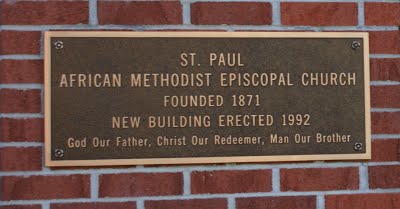 ST. PAUL
AFRICAN METHODIST EPISCOPAL CHURCH
FOUNDED 1871
NEW BUILDING ERECTED 1992
God Our Father, Christ Our Redeemer, Man Our Brother